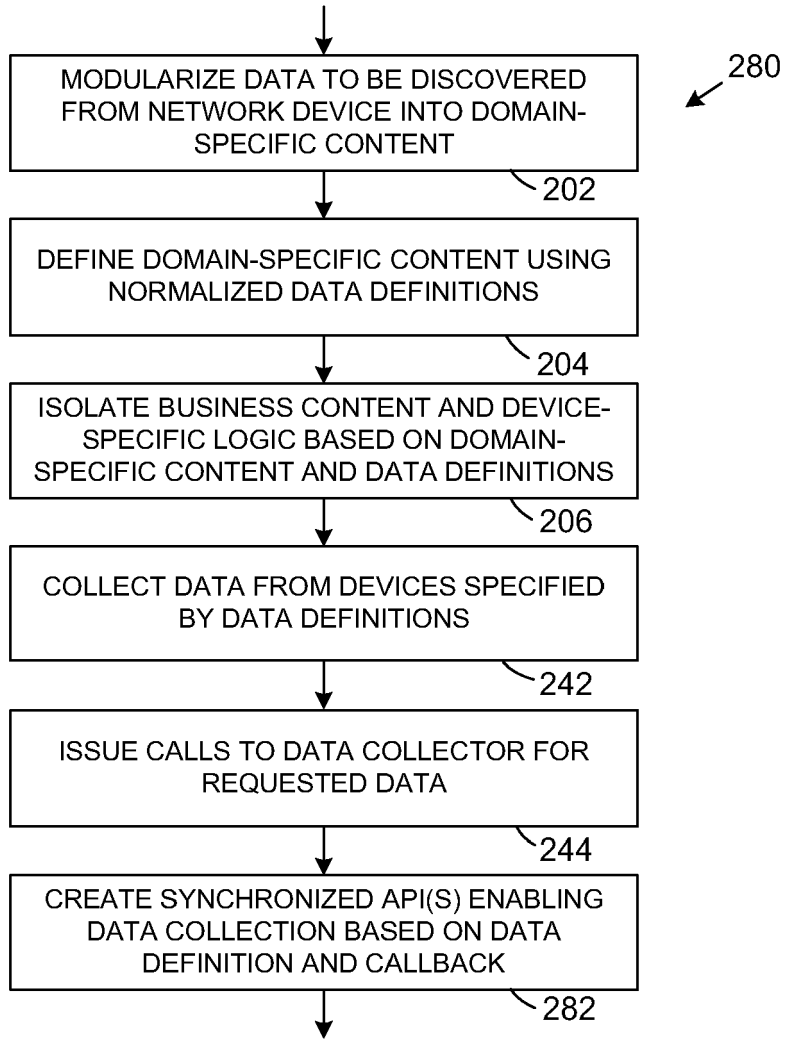 280
MODULARIZE DATA TO BE DISCOVERED
FROM NETWORK DEVICE INTO DOMAIN-
SPECIFIC CONTENT
202
DEFINE DOMAIN-SPECIFIC CONTENT USING
NORMALIZED DATA DEFINITIONS
204
ISOLATE BUSINESS CONTENT AND DEVICE-
SPECIFIC LOGIC BASED ON DOMAIN-
SPECIFIC CONTENT AND DATA DEFINITIONS
206
COLLECT DATA FROM DEVICES SPECIFIED
BY DATA DEFINITIONS
242
ISSUE CALLS TO DATA COLLECTOR FOR
REQUESTED DATA
244
CREATE SYNCHRONIZED API(S) ENABLING
DATA COLLECTION BASED ON DATA
DEFINITION AND CALLBACK
282